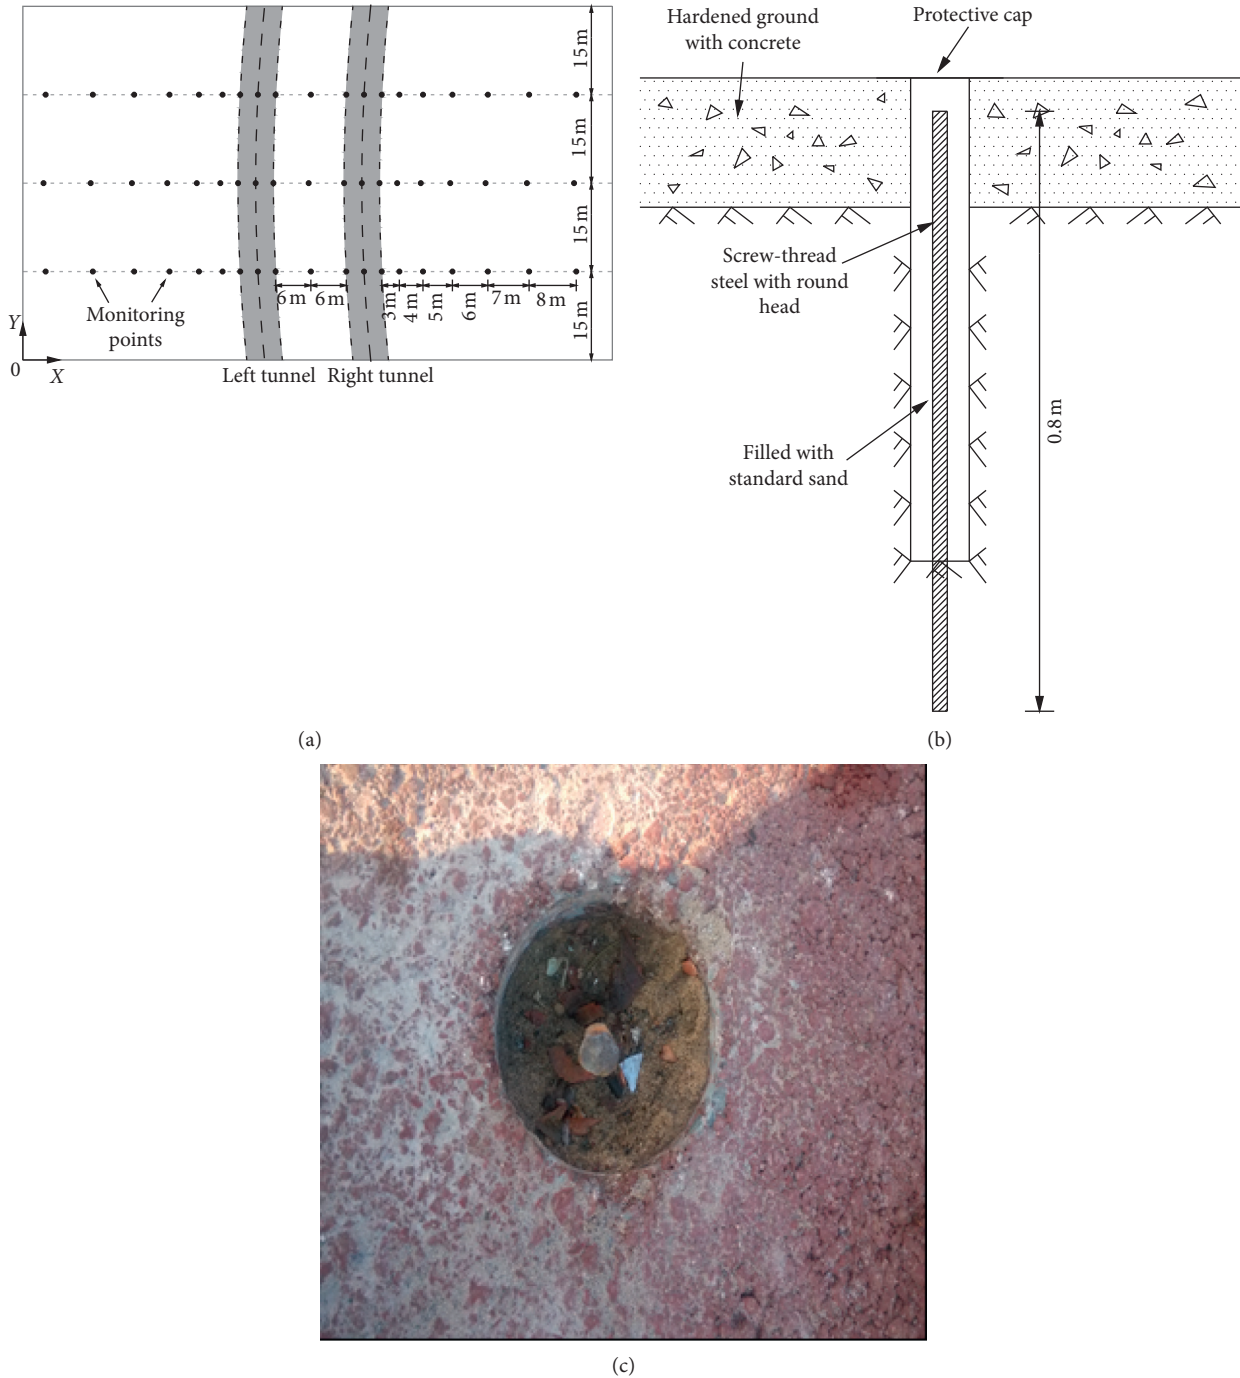 15 m
15 m
15 m
15 m
6 m
6 m
3 m
4 m
5 m
6 m
7 m
8 m
Monitoring
points
Y
0
X
Left tunnel
Right tunnel
(a)
Hardened ground
with concrete
Protective cap
Screw-thread
steel with round
head
Filled with
standard sand
0.8 m
(b)
(c)